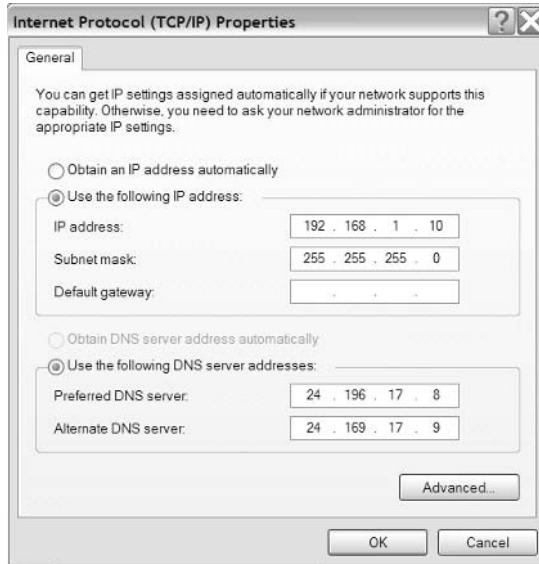 Internet Protocol (TCP/IP) Properties
General
You can get IP settings assigned automatically if your network supports this
capability. Otherwise, you need to ask your network administrator for the
appropriate IP settings.
Obtain an IP address automatically
Use the following IP address:
IP address: 192 . 168 . 1 . 10
Subnet mask: 255 . 255 . 255 . 0
Default gateway: . . .
Obtain DNS server address automatically
Use the following DNS server addresses:
Preferred DNS server: 24 . 196 . 17 . 8
Alternate DNS server: 24 . 169 . 17 . 9
Advanced...
OK Cancel